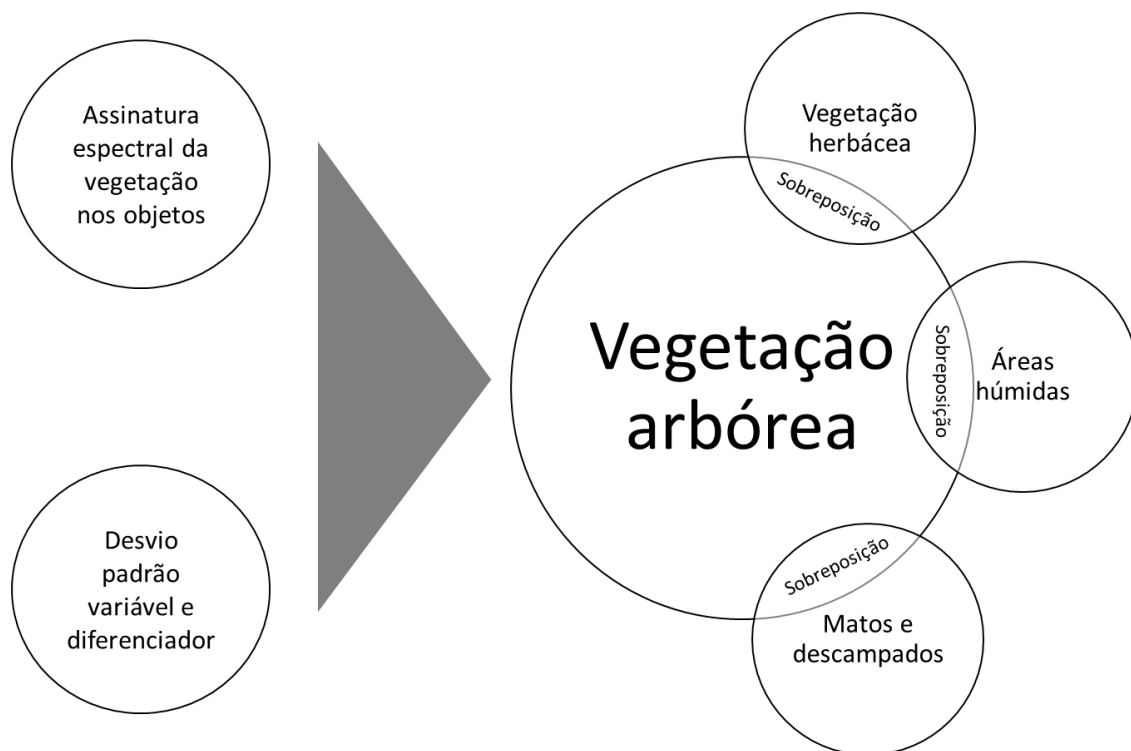 Assinatura
espectral da
vegetação
nos objetos
Desvio
padrão
variável e
diferenciador
Vegetação
arbórea
Vegetação
herbácea
Sobreposição
Áreas
húmidas
Sobreposição
Matos e
descampados
Sobreposição